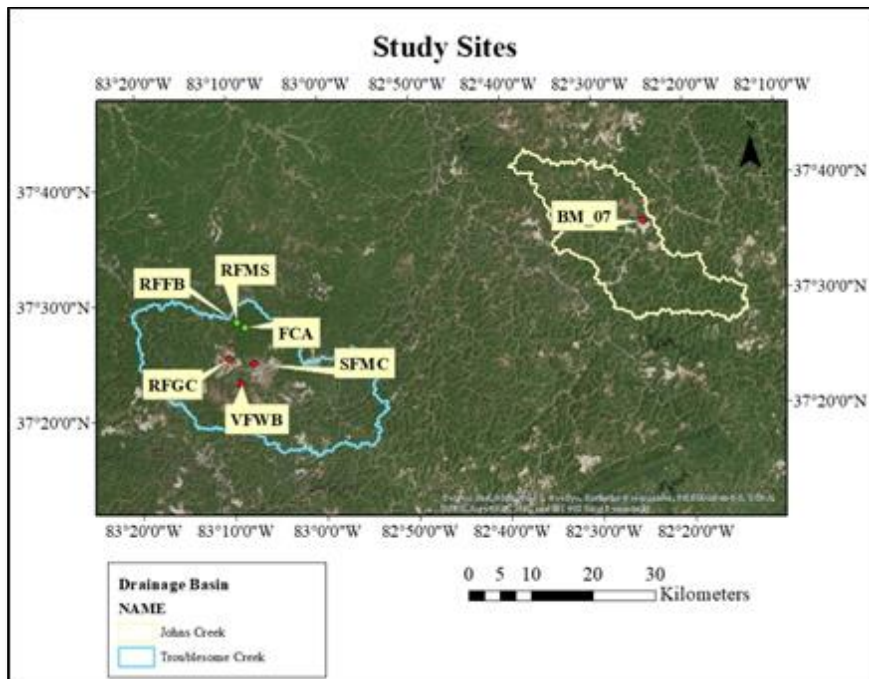 Study Sites
83°20'0"W 83°10'0"W 83°0'0"W 82°50'0"W 82°40'0"W 82°30'0"W 82°20'0"W 82°10'0"W
37°40'0"N
37°40'0"N
BM_07
RFMS
RFFB
37°30'0"N
37°30'0"N
FCA
SFMC
RFGC
VFWB
37°20'0"N
37°20'0"N
83°20'0"W 83°10'0"W 83°0'0"W 82°50'0"W 82°40'0"W 82°30'0"W 82°20'0"W
Drainage Basin
NAME
Johns Creek
Troublesome Creek
0 5 10 20 30
Kilometers